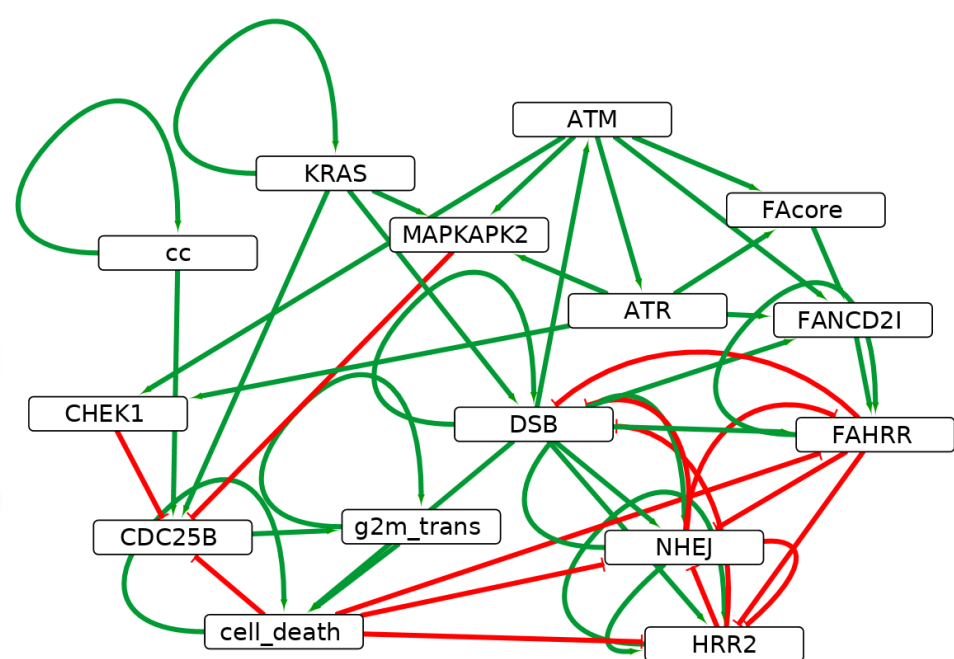 ATM
KRAS
FAcore
MAPKAPK2
cc
ATR
FANCD2I
CHEK1
DSB
FAHRR
CDC25B
g2m_trans
NHEJ
cell_death
HRR2